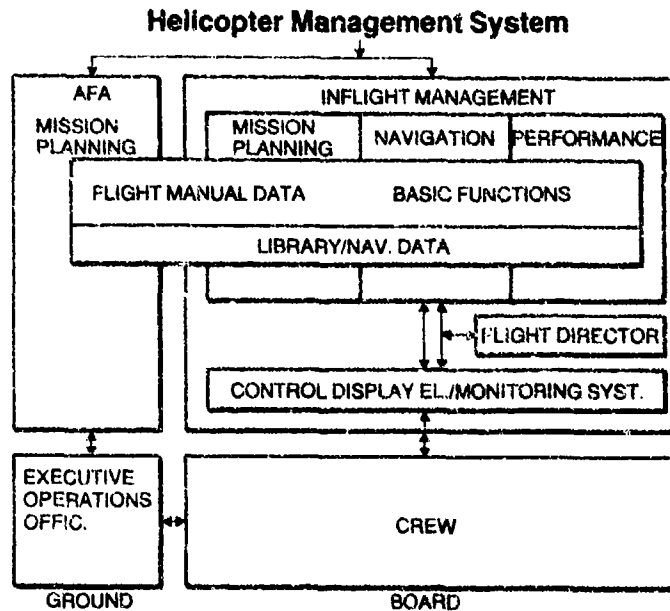 Helicopter Management System
AFA
MISSION
PLANNING
INFLIGHT MANAGEMENT
MISSION
PLANNING
NAVIGATION
PERFORMANCE
FLIGHT MANUAL DATA
BASIC FUNCTIONS
LIBRARY/NAV. DATA
FLIGHT DIRECTOR
CONTROL DISPLAY EL./MONITORING SYST.
EXECUTIVE
OPERATIONS
OFFIC.
CREW
GROUND
BOARD